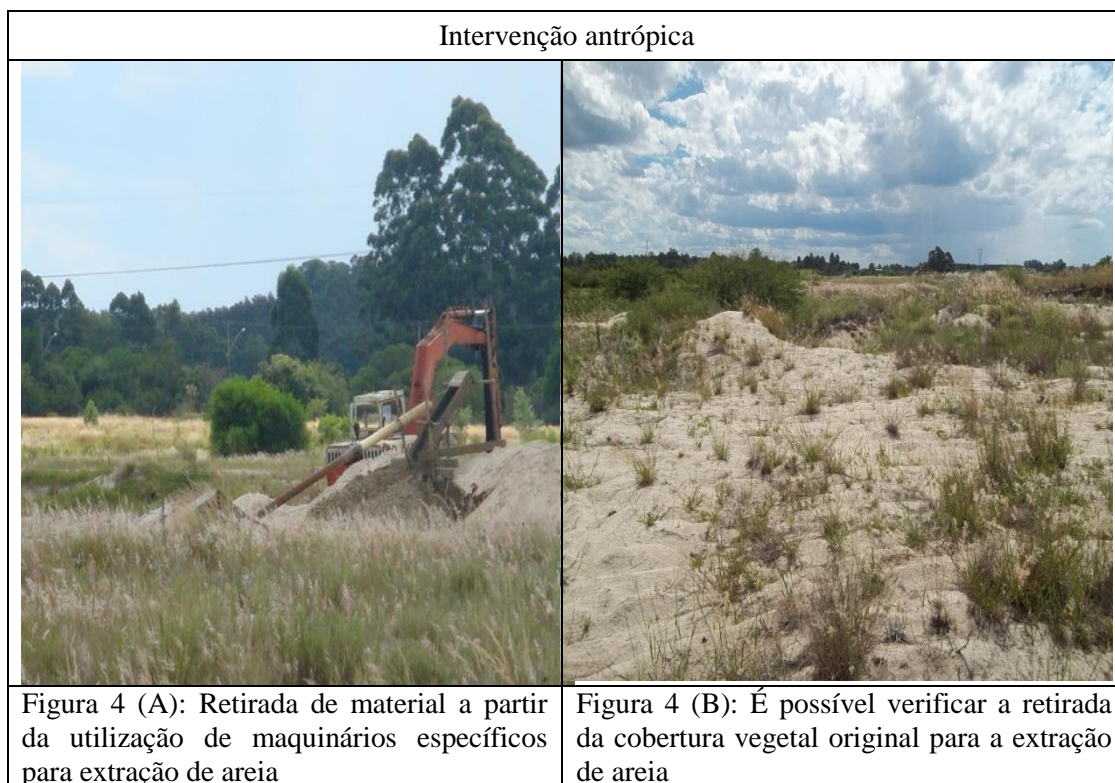 Intervenção antrópica
Figura 4 (A): Retirada de material a partir
da utilização de maquinários específicos
para extração de areia
Figura 4 (B): É possível verificar a retirada
da cobertura vegetal original para a extração
de areia